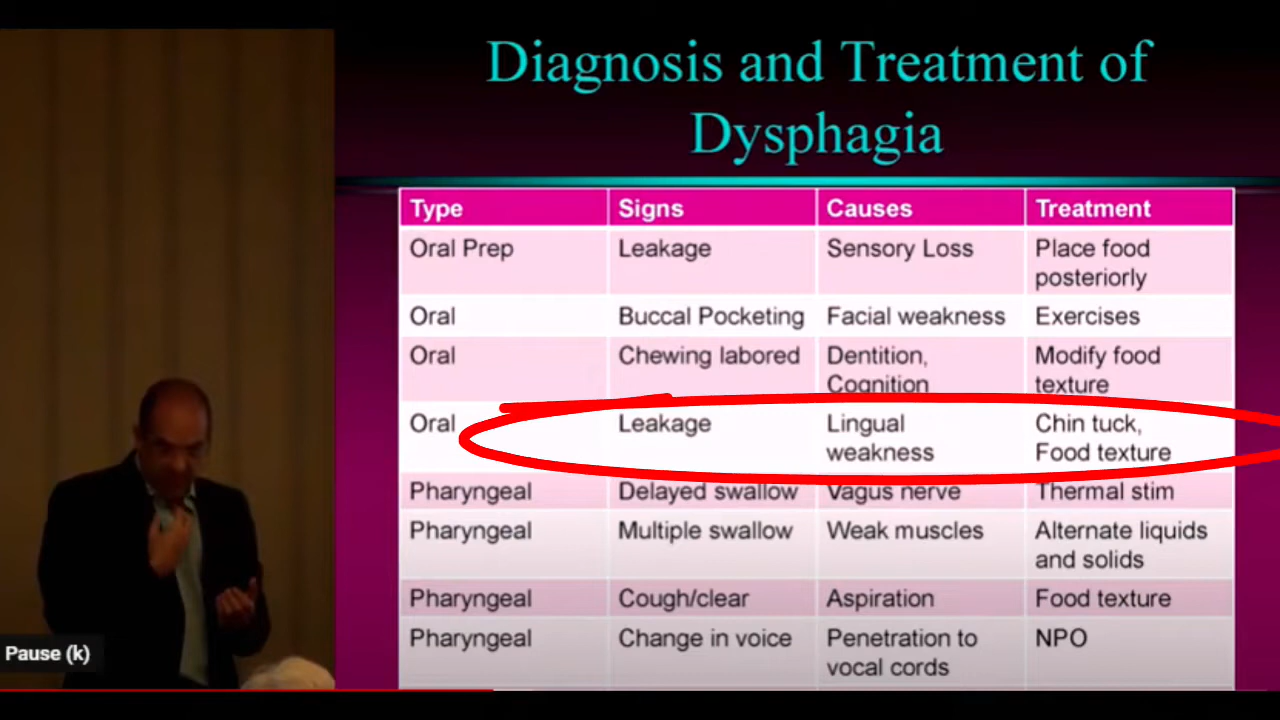 Diagnosis and Treatment of
Dysphagia
Type Signs Causes Treatment
Oral Prep Leakage Sensory Loss Place food
posteriorly
Oral Buccal Pocketing Facial weakness Exercises
Oral Chewing labored Dentition, Modify food
Cognition texture
Oral Leakage Lingual Chin tuck,
weakness Food texture
Pharyngeal Delayed swallow Vagus nerve Thermal stim
Pharyngeal Multiple swallow Weak muscles Alternate liquids
and solids
Pharyngeal Cough/clear Aspiration Food texture
Pharyngeal Change in voice Penetration to NPO
vocal cords
Pause (k)